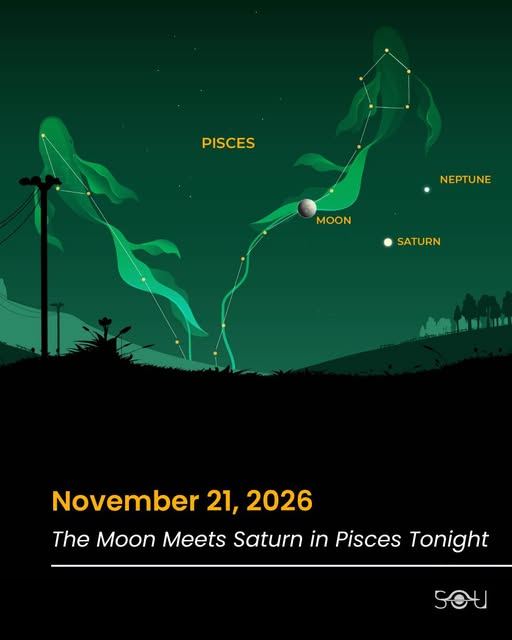 PISCES
NEPTUNE
MOON
SATURN
November 21, 2026
The Moon Meets Saturn in Pisces Tonight